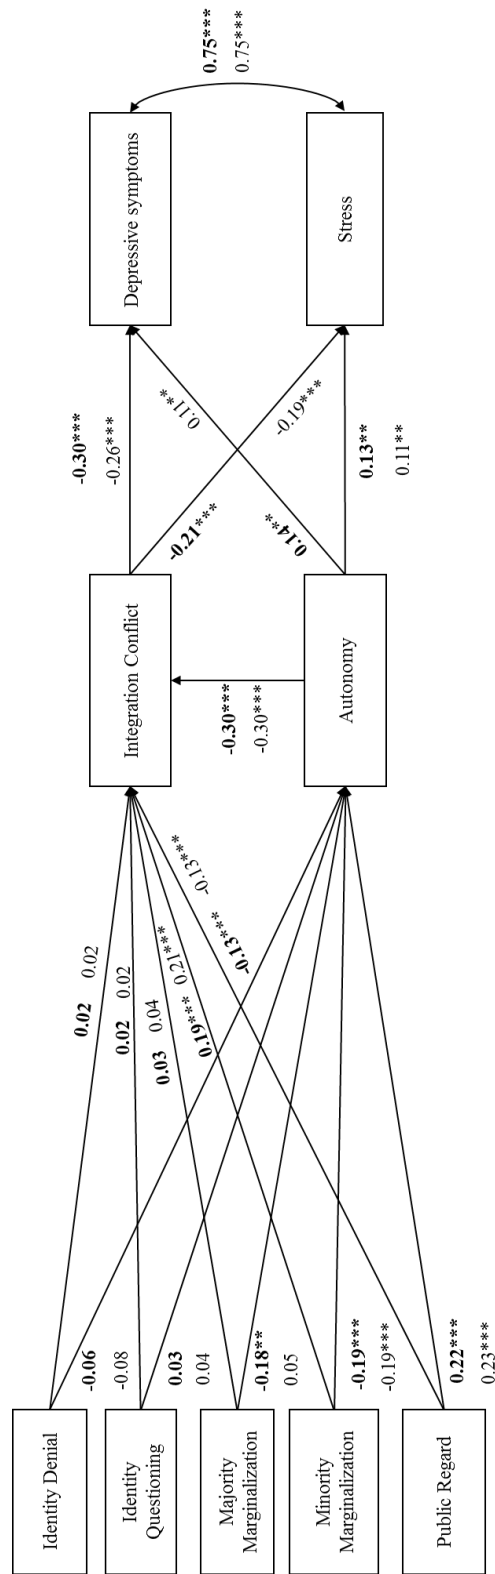 Identity Denial
Identity
Questioning
Majority
Marginalization
Minority
Marginalization
Public Regard
-0.06
-0.08
0.03
0.04
-0.18**
0.05
-0.19***
-0.19***
0.22***
0.23***
0.02
0.02
0.02
0.02
0.03
0.04
0.19***
0.21***
-0.13***
-0.13***
Integration Conflict
-0.30***
-0.30***
Autonomy
-0.30***
-0.26***
-0.21***
-0.19***
0.14**
0.11**
0.13**
0.11**
Depressive symptoms
Stress
0.75***
0.75***